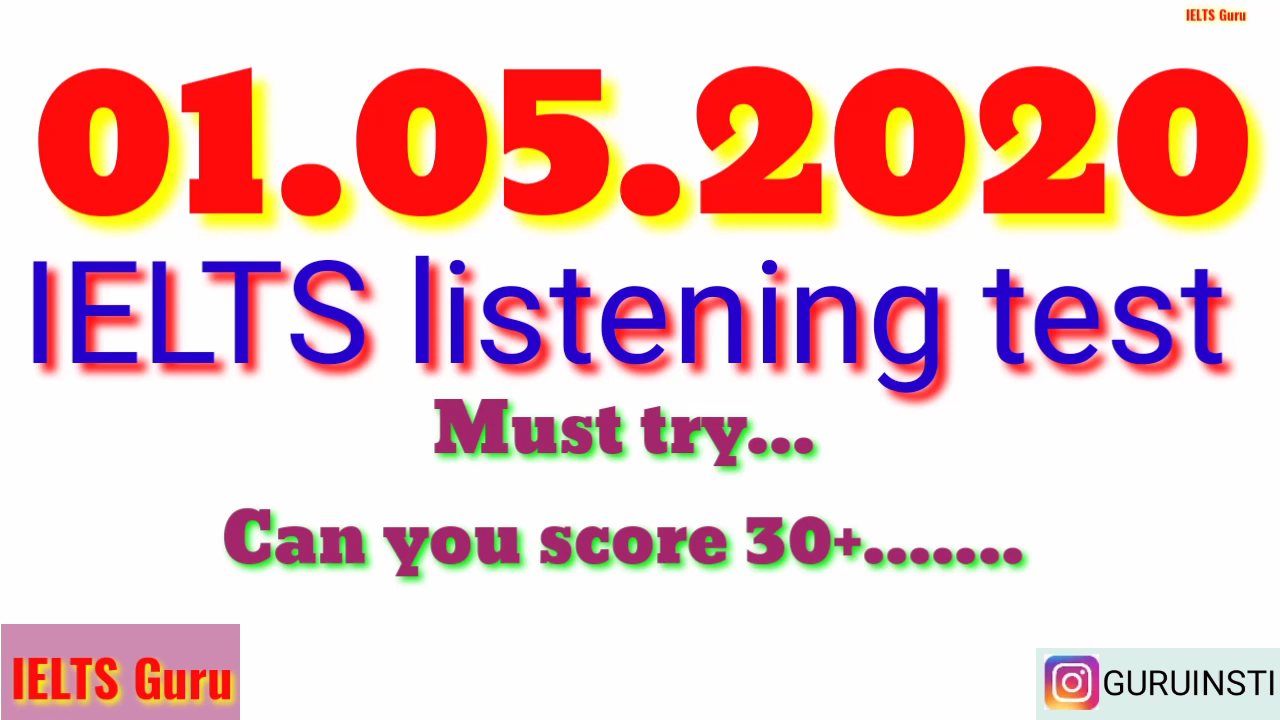 IELTS Guru
01.05.2020
IELTS listening test
Must try...
Can you score 30+.......
IELTS Guru
GURUINSTI